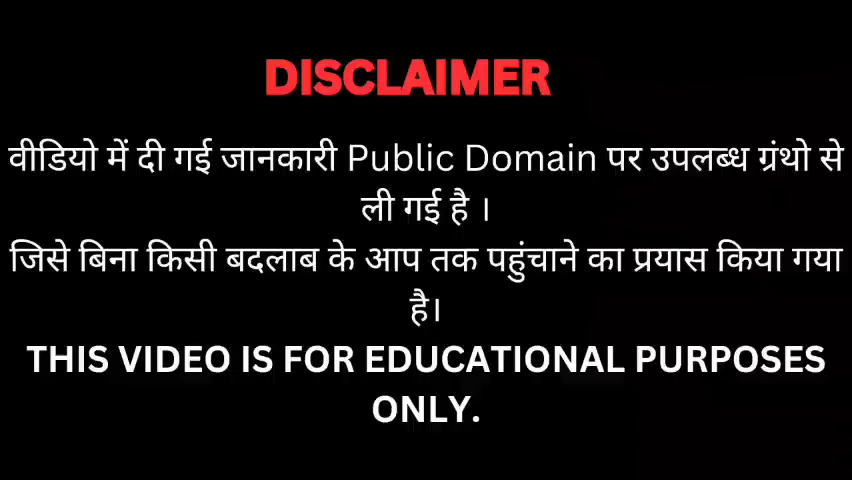 DISCLAIMER
वीडियो में दी गई जानकारी Public Domain पर उपलब्ध ग्रंथो से
ली गई है ।
जिसे बिना किसी बदलाब के आप तक पहुंचाने का प्रयास किया गया
है।
THIS VIDEO IS FOR EDUCATIONAL PURPOSES
ONLY.